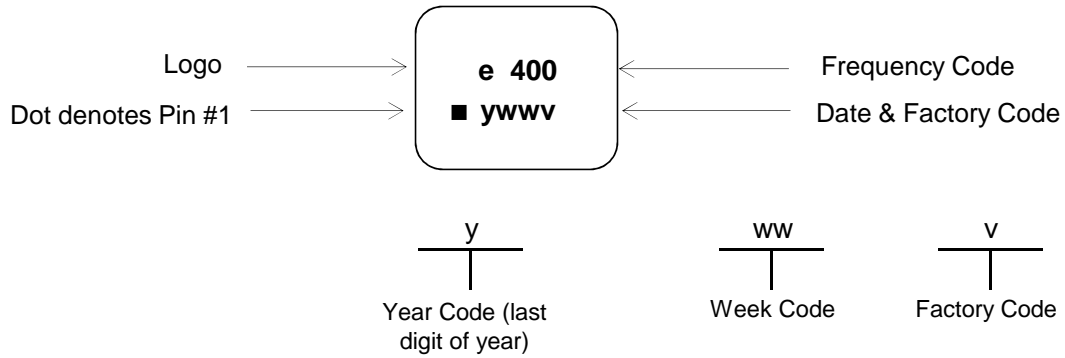 Logo
e 400
Frequency Code
Dot denotes Pin #1
■ ywwv
Date & Factory Code
y
ww
v
Year Code (last
digit of year)
Week Code
Factory Code